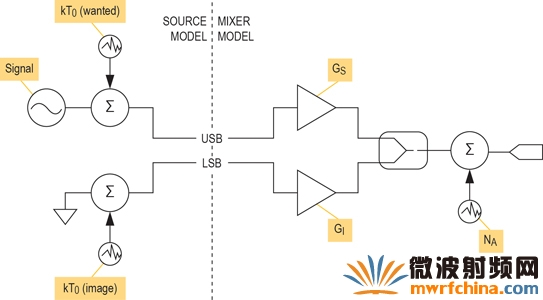 kT0 (wanted)
SOURCE MODEL
MIXER MODEL
Signal
Σ
GS
USB
LSB
Σ
Σ
GI
NA
kT0 (image)
微波射频网
mwrfchina.com